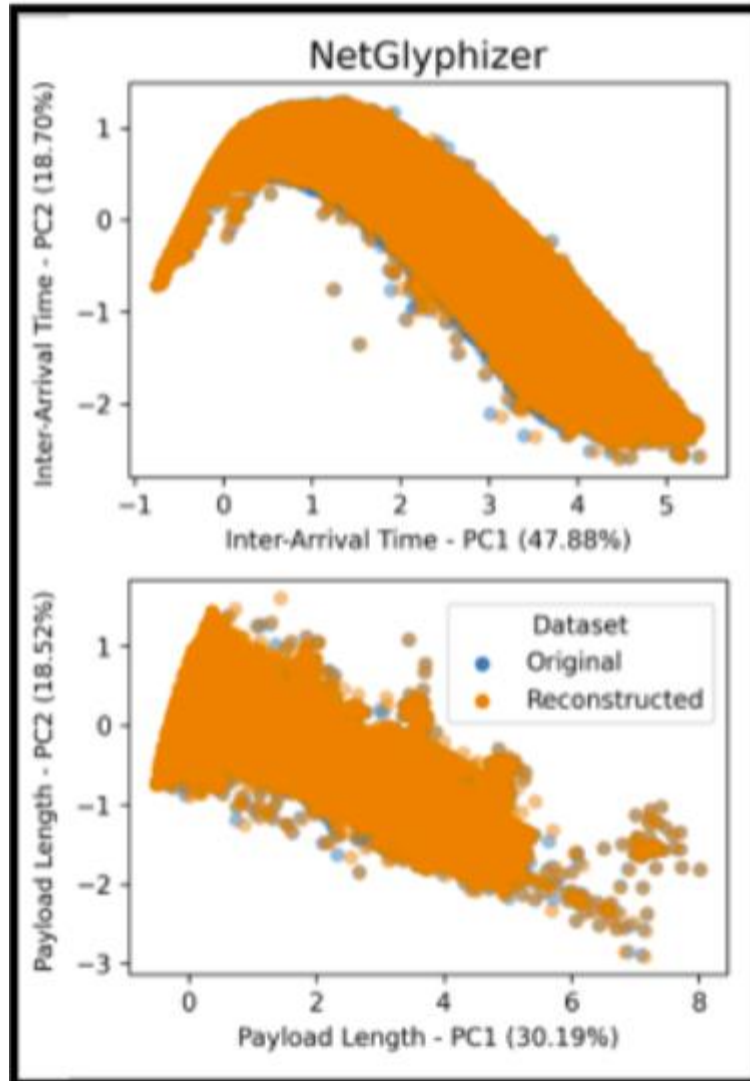 NetGlyphizer
Inter-Arrival Time - PC2 (18.70%)
1
0
−1
−2
−1
0
1
2
3
4
5
Inter-Arrival Time - PC1 (47.88%)
Payload Length - PC2 (18.52%)
1
0
−1
−2
−3
Dataset
Original
Reconstructed
0
2
4
6
8
Payload Length - PC1 (30.19%)